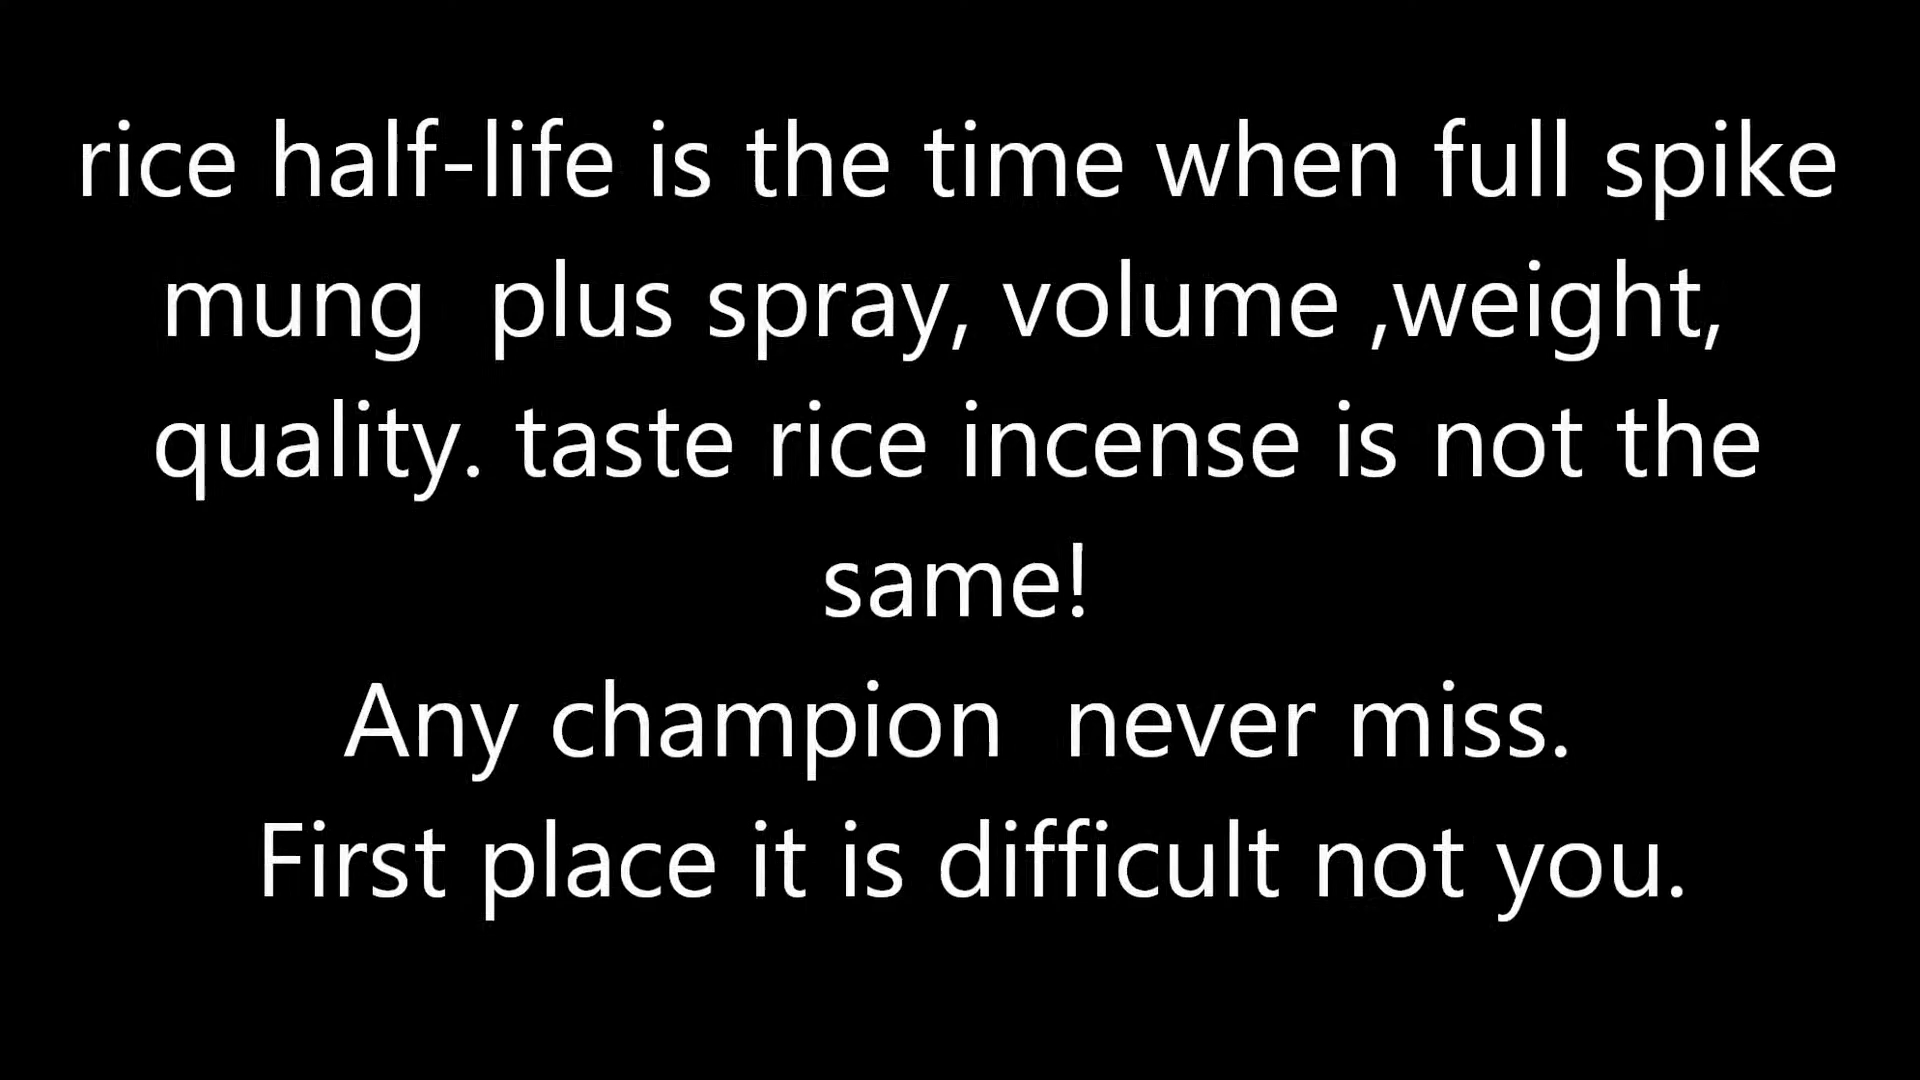 rice half-life is the time when full spike
mung  plus spray, volume ,weight,
quality. taste rice incense is not the
same!
Any champion  never miss.
First place it is difficult not you.